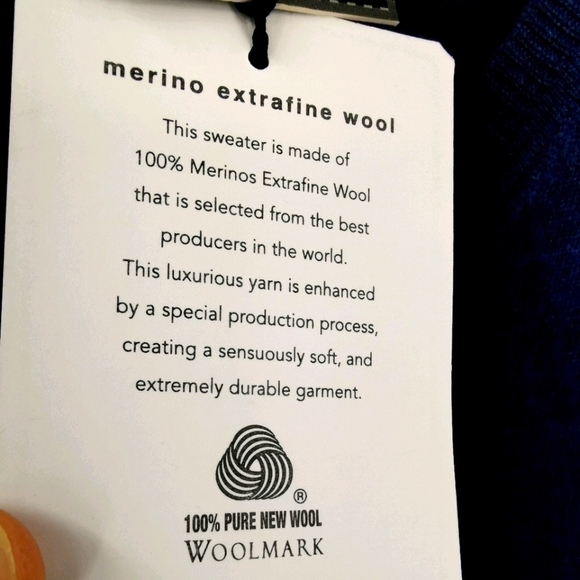 merino extrafine wool
This sweater is made of
100% Merinos Extrafine Wool
that is selected from the best
producers in the world.
This luxurious yarn is enhanced
by a special production process,
creating a sensuously soft, and
extremely durable garment.
®
100% PURE NEW WOOL
WOOLMARK